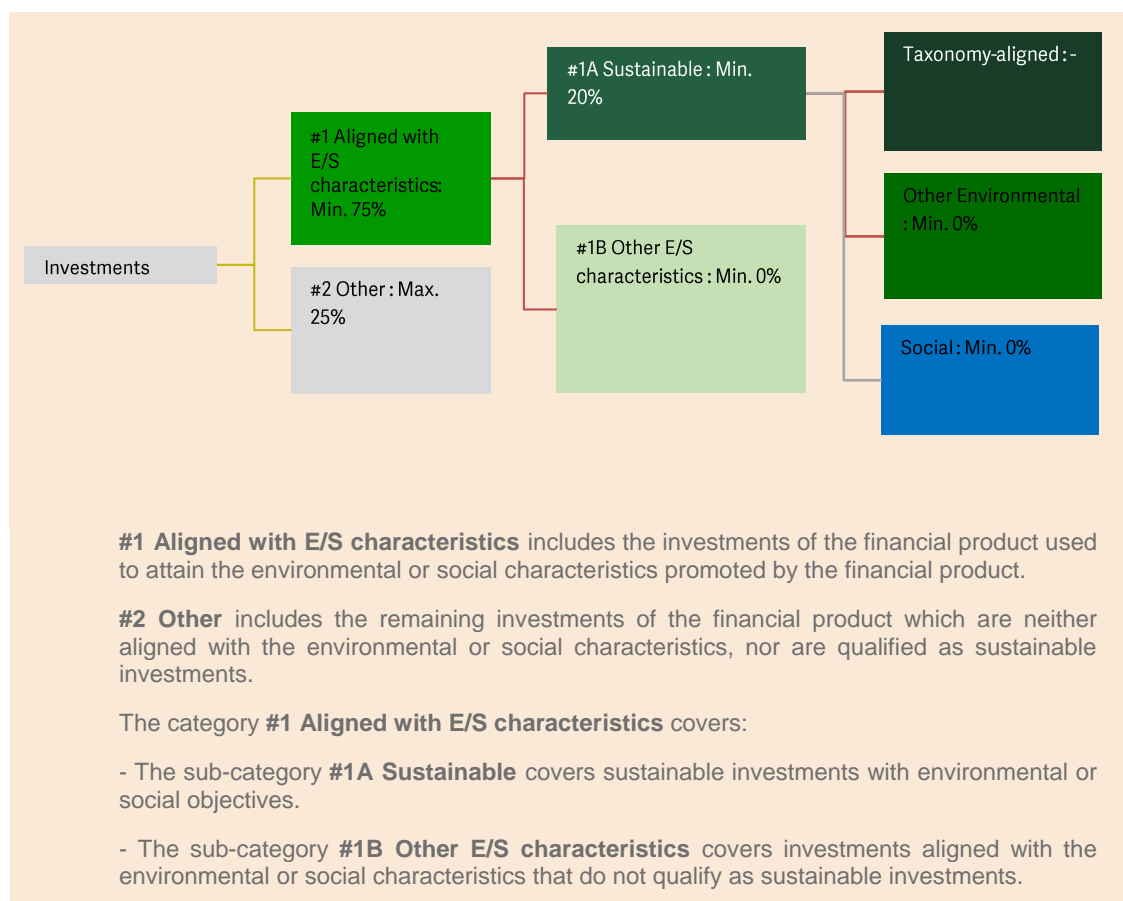 Taxonomy-aligned : -
#1A Sustainable : Min.
20%
#1 Aligned with
E/S
characteristics:
Min. 75%
Other Environmental
: Min. 0%
#1B Other E/S
characteristics : Min. 0%
Investments
#2 Other : Max.
25%
Social : Min. 0%
#1 Aligned with E/S characteristics includes the investments of the financial product used
to attain the environmental or social characteristics promoted by the financial product.
#2 Other includes the remaining investments of the financial product which are neither
aligned with the environmental or social characteristics, nor are qualified as sustainable
investments.
The category #1 Aligned with E/S characteristics covers:
- The sub-category #1A Sustainable covers sustainable investments with environmental or
social objectives.
- The sub-category #1B Other E/S characteristics covers investments aligned with the
environmental or social characteristics that do not qualify as sustainable investments.